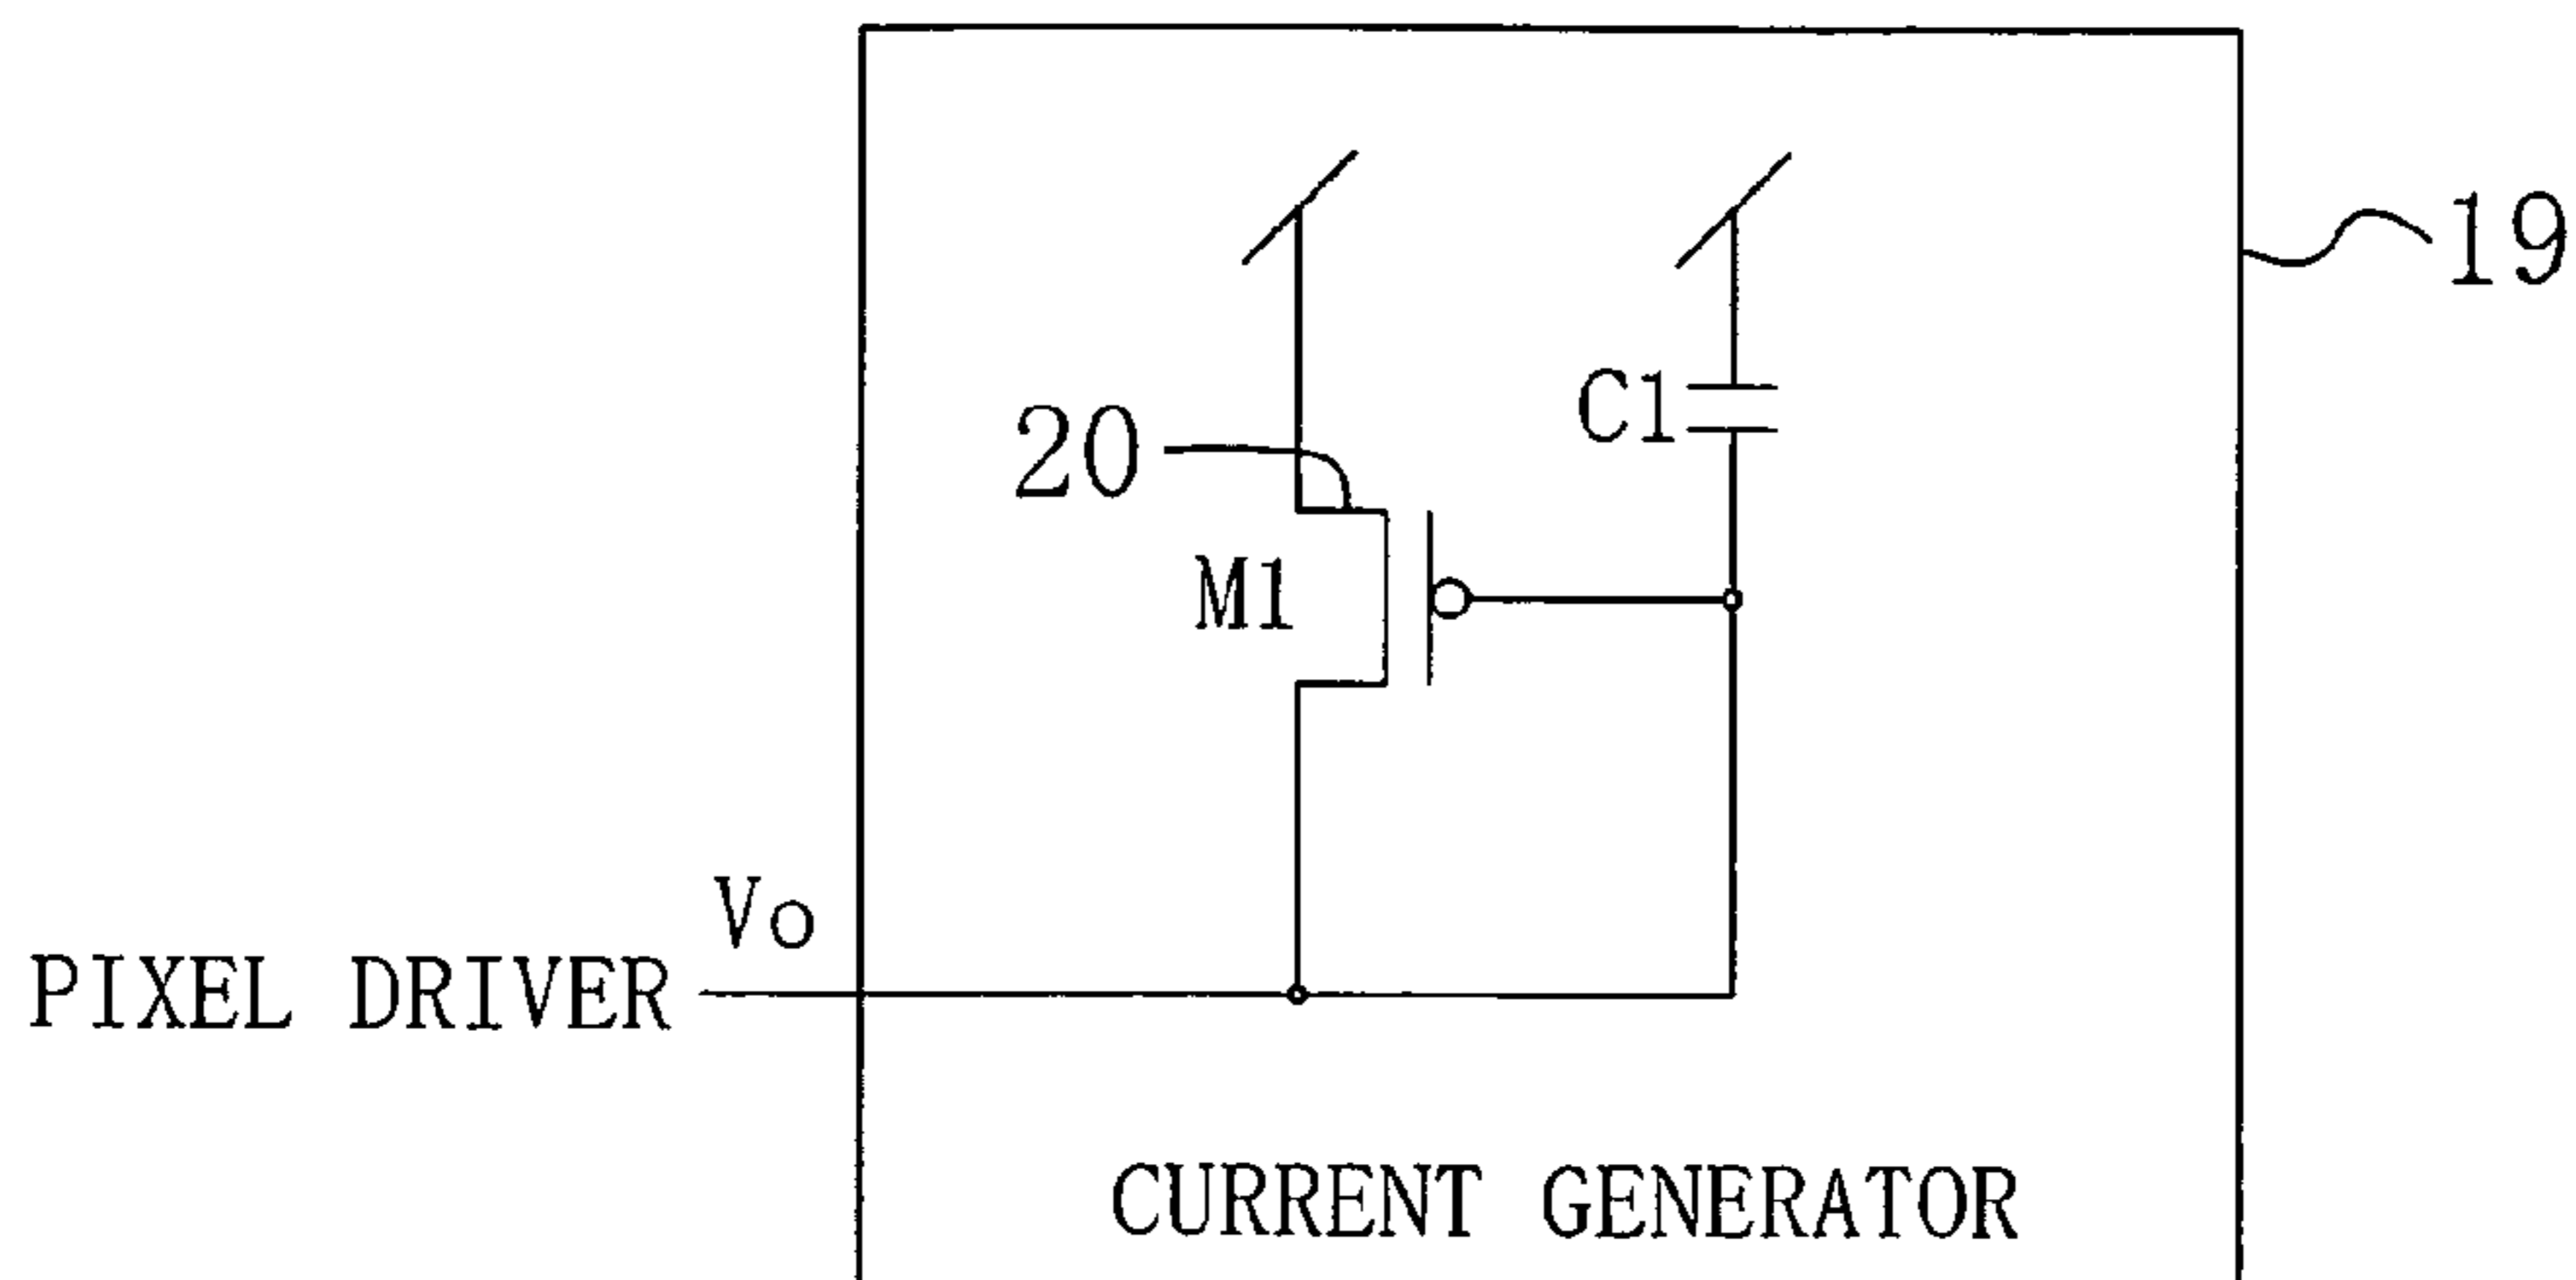 19
C1
20
M1
Vo
PIXEL DRIVER
CURRENT GENERATOR